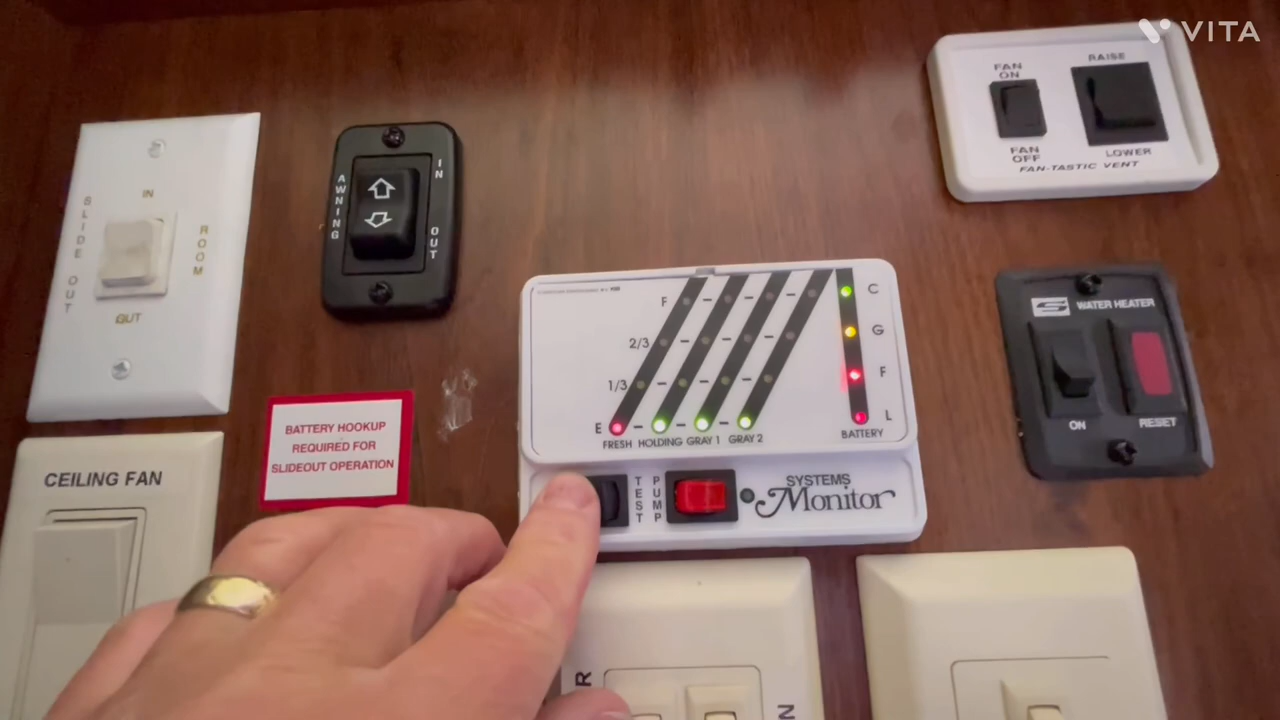 VITA
SLIDE OUT
IN
ROOM
OUT
AWNING
IN
OUT
FAN
ON
FAN
OFF
RAISE
LOWER
FAN-TASTIC VENT
F
2/3
1/3
E
FRESH HOLDING GRAY 1 GRAY 2
C
G
F
L
BATTERY
TEST
PUMP
SYSTEMS
Monitor
S WATER HEATER
ON
RESET
BATTERY HOOKUP
REQUIRED FOR
SLIDEOUT OPERATION
CEILING FAN
R
N